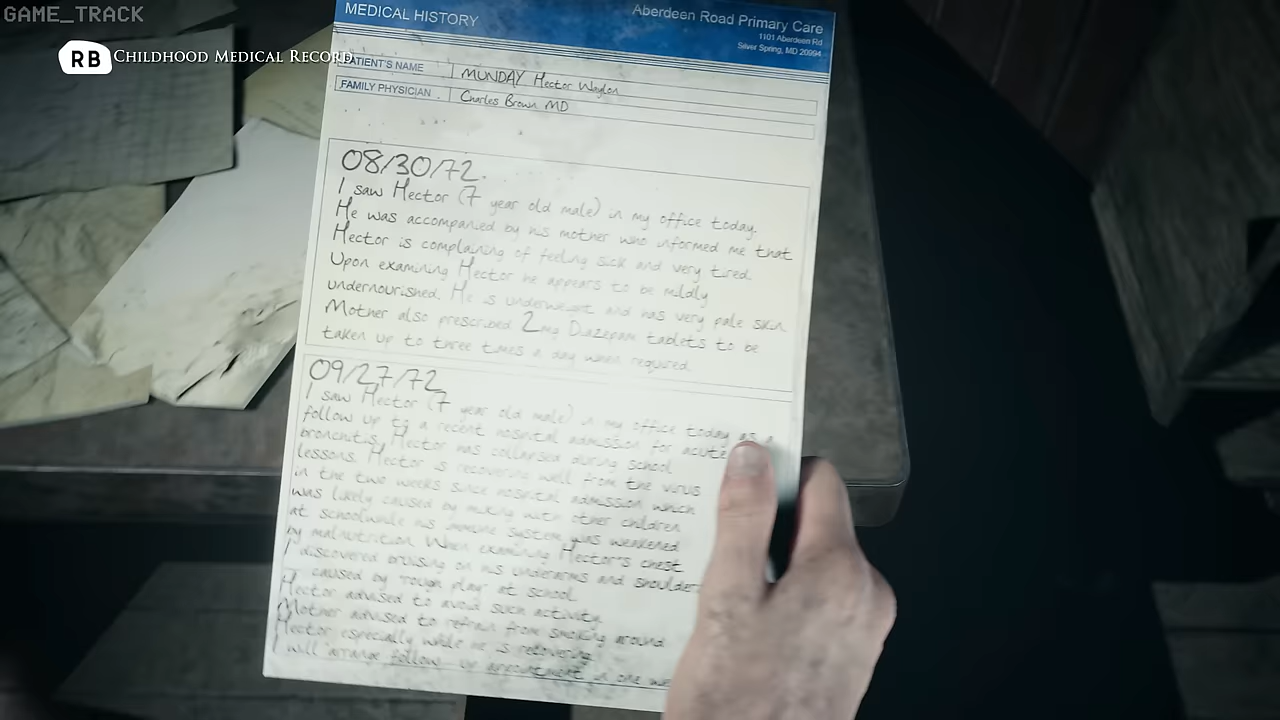 GAME_TRACK
RB CHILDHOOD MEDICAL RECORD
MEDICAL HISTORY
Aberdeen Road Primary Care
1101 Aberdeen Rd
Silver Spring, MD 20994
PATIENT'S NAME MUNDAY Hector Waylon
FAMILY PHYSICIAN Charles Brown MD
08/30/72.
I saw Hector (7 year old male) in my office today.
He was accompanied by his mother who informed me that
Hector is complaining of feeling sick and very tired.
Upon examining Hector he appears to be mildly
undernourished. He is underweight and has very pale skin
Mother also prescribed 2mg Diazepam tablets to be
taken up to three times a day when required.
09/27/72
I saw Hector (7 year old male) in my office today as a
follow up to a recent hospital admission for acute
bronchitis. Hector has collapsed during school
lessons. Hector is recovering well from the virus
in the two weeks since hospital admission which
was likely caused by mixing with other children
at school while his immune system was weakened
by malnutrition. When examining Hector's chest
I discovered bruising on his underarms and shoulder
caused by rough play at school.
Hector advised to avoid such activity.
Mother advised to refrain from smoking around
Hector especially while he is recovering.
I will arrange follow up appointment in one we